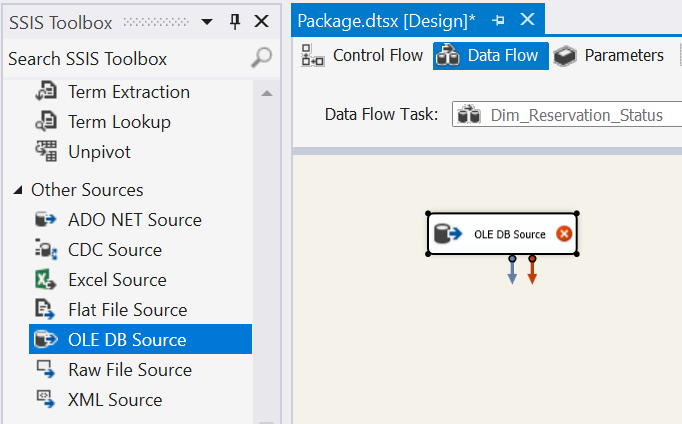 SSIS Toolbox
Search SSIS Toolbox
Term Extraction
Term Lookup
Unpivot
Other Sources
ADO NET Source
CDC Source
Excel Source
Flat File Source
OLE DB Source
Raw File Source
XML Source
Package.dtsx [Design]*
Control Flow
Data Flow
Parameters
Data Flow Task:
Dim_Reservation_Status
OLE DB Source